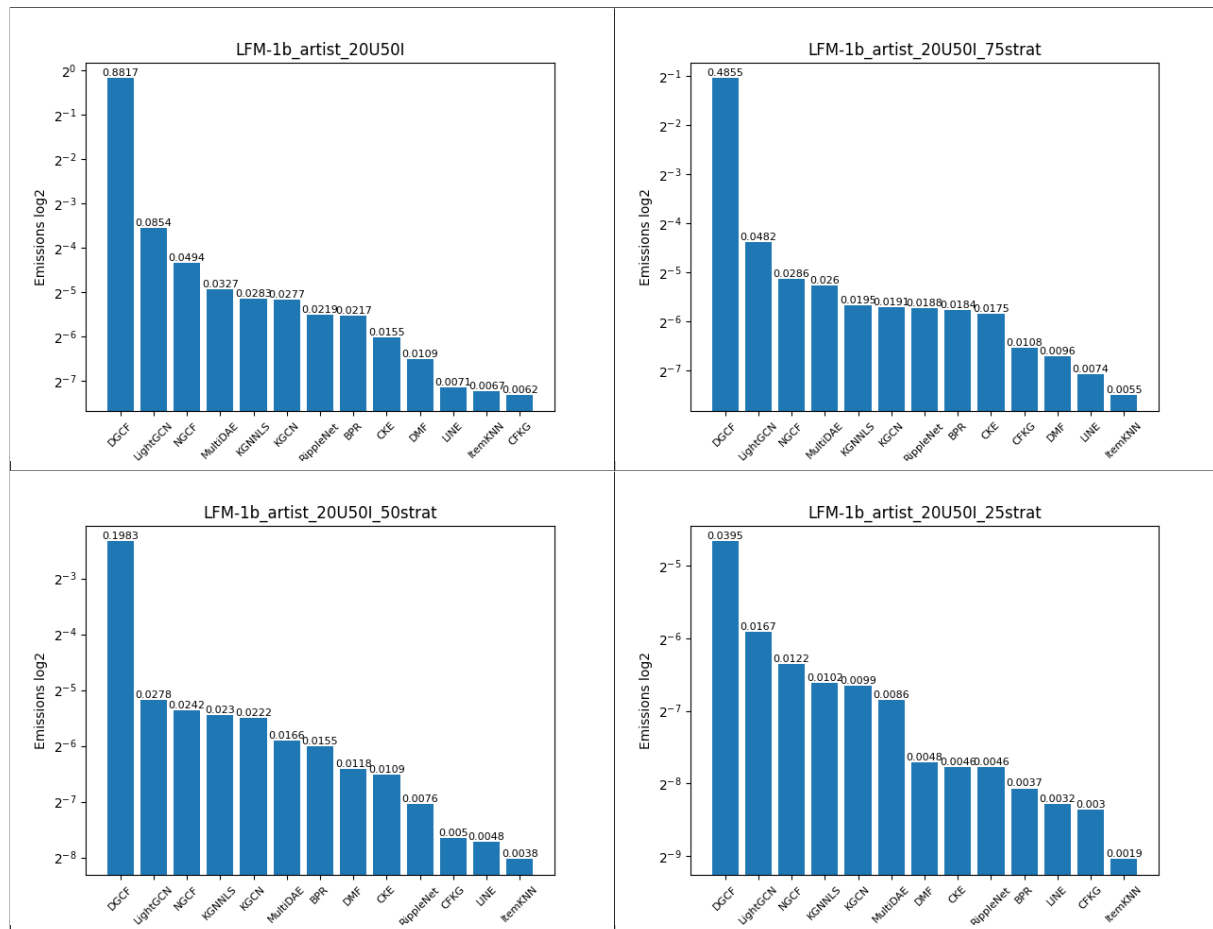 LFM-1b_artist_20U50I
Emissions log2
2^0
2^-1
2^-2
2^-3
2^-4
2^-5
2^-6
2^-7
0.8817
0.0854
0.0494
0.0327
0.0283
0.0277
0.0219
0.0217
0.0155
0.0109
0.0071
0.0067
0.0062
DGCF
LightGCN
NGCF
MultiDAE
KGNNLS
KGCN
RippleNet
BPR
CKE
DMF
LINE
ItemKNN
CFKG
LFM-1b_artist_20U50I_75strat
Emissions log2
2^-1
2^-2
2^-3
2^-4
2^-5
2^-6
2^-7
0.4855
0.0482
0.0286
0.026
0.0195
0.0191
0.0188
0.0184
0.0175
0.0108
0.0096
0.0074
0.0055
DGCF
LightGCN
NGCF
MultiDAE
KGNNLS
KGCN
RippleNet
BPR
CKE
CFKG
DMF
LINE
ItemKNN
LFM-1b_artist_20U50I_50strat
Emissions log2
2^-3
2^-4
2^-5
2^-6
2^-7
2^-8
0.1983
0.0278
0.0242
0.023
0.0222
0.0166
0.0155
0.0118
0.0109
0.0076
0.005
0.0048
0.0038
DGCF
LightGCN
NGCF
KGNNLS
KGCN
MultiDAE
BPR
DMF
CKE
RippleNet
CFKG
LINE
ItemKNN
LFM-1b_artist_20U50I_25strat
Emissions log2
2^-5
2^-6
2^-7
2^-8
2^-9
0.0395
0.0167
0.0122
0.0102
0.0099
0.0086
0.0048
0.0046
0.0046
0.0037
0.0032
0.003
0.0019
DGCF
LightGCN
NGCF
KGNNLS
KGCN
MultiDAE
DMF
CKE
RippleNet
BPR
LINE
CFKG
ItemKNN